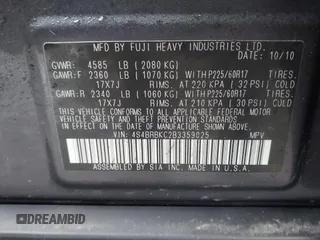 MFD. BY FUJI HEAVY INDUSTRIES LTD.
10/10
GVWR: 4585 LB (2080 KG)
GAWR:F 2360 LB (1070 KG) WITH P225/60R17 TIRES,
17X7J RIMS, AT 220 KPA (32 PSI) COLD
GAWR:R 2340 LB (1060 KG) WITH P225/60R17 TIRES,
17X7J RIMS, AT 210 KPA (30 PSI) COLD
THIS VEHICLE CONFORMS TO ALL APPLICABLE
FEDERAL MOTOR VEHICLE SAFETY AND THEFT
PREVENTION STANDARDS IN EFFECT ON THE DATE
OF MANUFACTURE SHOWN ABOVE.
VIN: 4S4BRBKC2B3359025 MPV
ASSEMBLED BY SIA INC. MADE IN U.S.A.
AMERBID